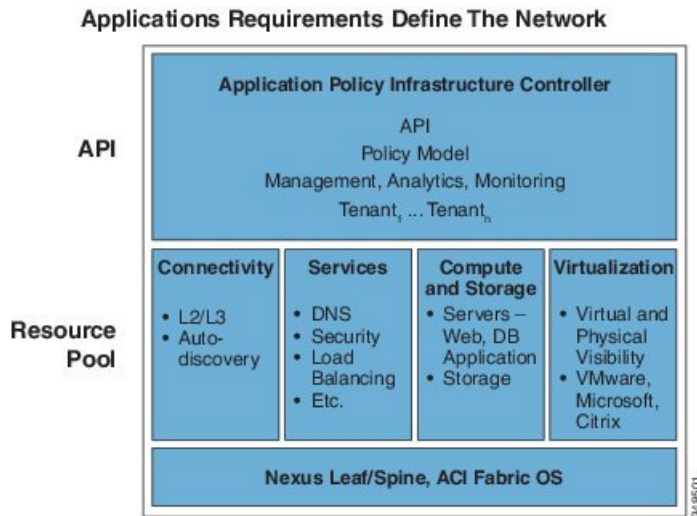 Applications Requirements Define The Network
API
Application Policy Infrastructure Controller
API
Policy Model
Management, Analytics, Monitoring
Tenant₁ ... Tenantₙ
Resource
Pool
Connectivity
• L2/L3
• Auto-
discovery
Services
• DNS
• Security
• Load
Balancing
• Etc.
Compute
and Storage
• Servers –
Web, DB
Application
• Storage
Virtualization
• Virtual and
Physical
Visibility
• VMware,
Microsoft,
Citrix
Nexus Leaf/Spine, ACI Fabric OS